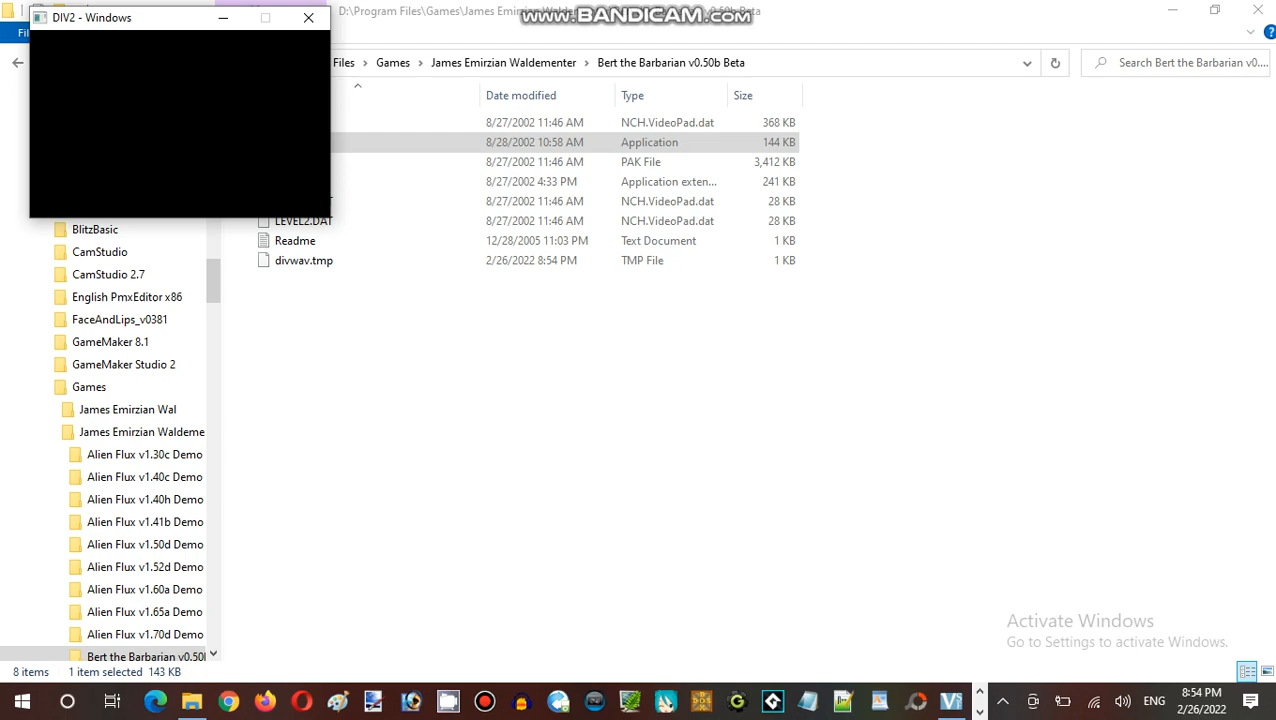 DIV2 - Windows
D:\Program Files\Games\James Emirzian
www.BANDICAM.com
Files > Games > James Emirzian Waldementer > Bert the Barbarian v0.50b Beta
Search Bert the Barbarian v0....
Date modified Type Size
8/27/2002 11:46 AM NCH.VideoPad.dat 368 KB
8/28/2002 10:58 AM Application 144 KB
8/27/2002 11:46 AM PAK File 3,412 KB
8/27/2002 4:33 PM Application exten... 241 KB
8/27/2002 11:46 AM NCH.VideoPad.dat 28 KB
LEVEL2.DAT 8/27/2002 11:46 AM NCH.VideoPad.dat 28 KB
Readme 12/28/2005 11:03 PM Text Document 1 KB
divwav.tmp 2/26/2022 8:54 PM TMP File 1 KB
BlitzBasic
CamStudio
CamStudio 2.7
English PmxEditor x86
FaceAndLips_v0381
GameMaker 8.1
GameMaker Studio 2
Games
James Emirzian Wal
James Emirzian Waldeme
Alien Flux v1.30c Demo
Alien Flux v1.40c Demo
Alien Flux v1.40h Demo
Alien Flux v1.41b Demo
Alien Flux v1.50d Demo
Alien Flux v1.52d Demo
Alien Flux v1.60a Demo
Alien Flux v1.65a Demo
Alien Flux v1.70d Demo
Bert the Barbarian v0.50
Activate Windows
Go to Settings to activate Windows.
8 items 1 item selected 143 KB
ENG
8:54 PM
2/26/2022